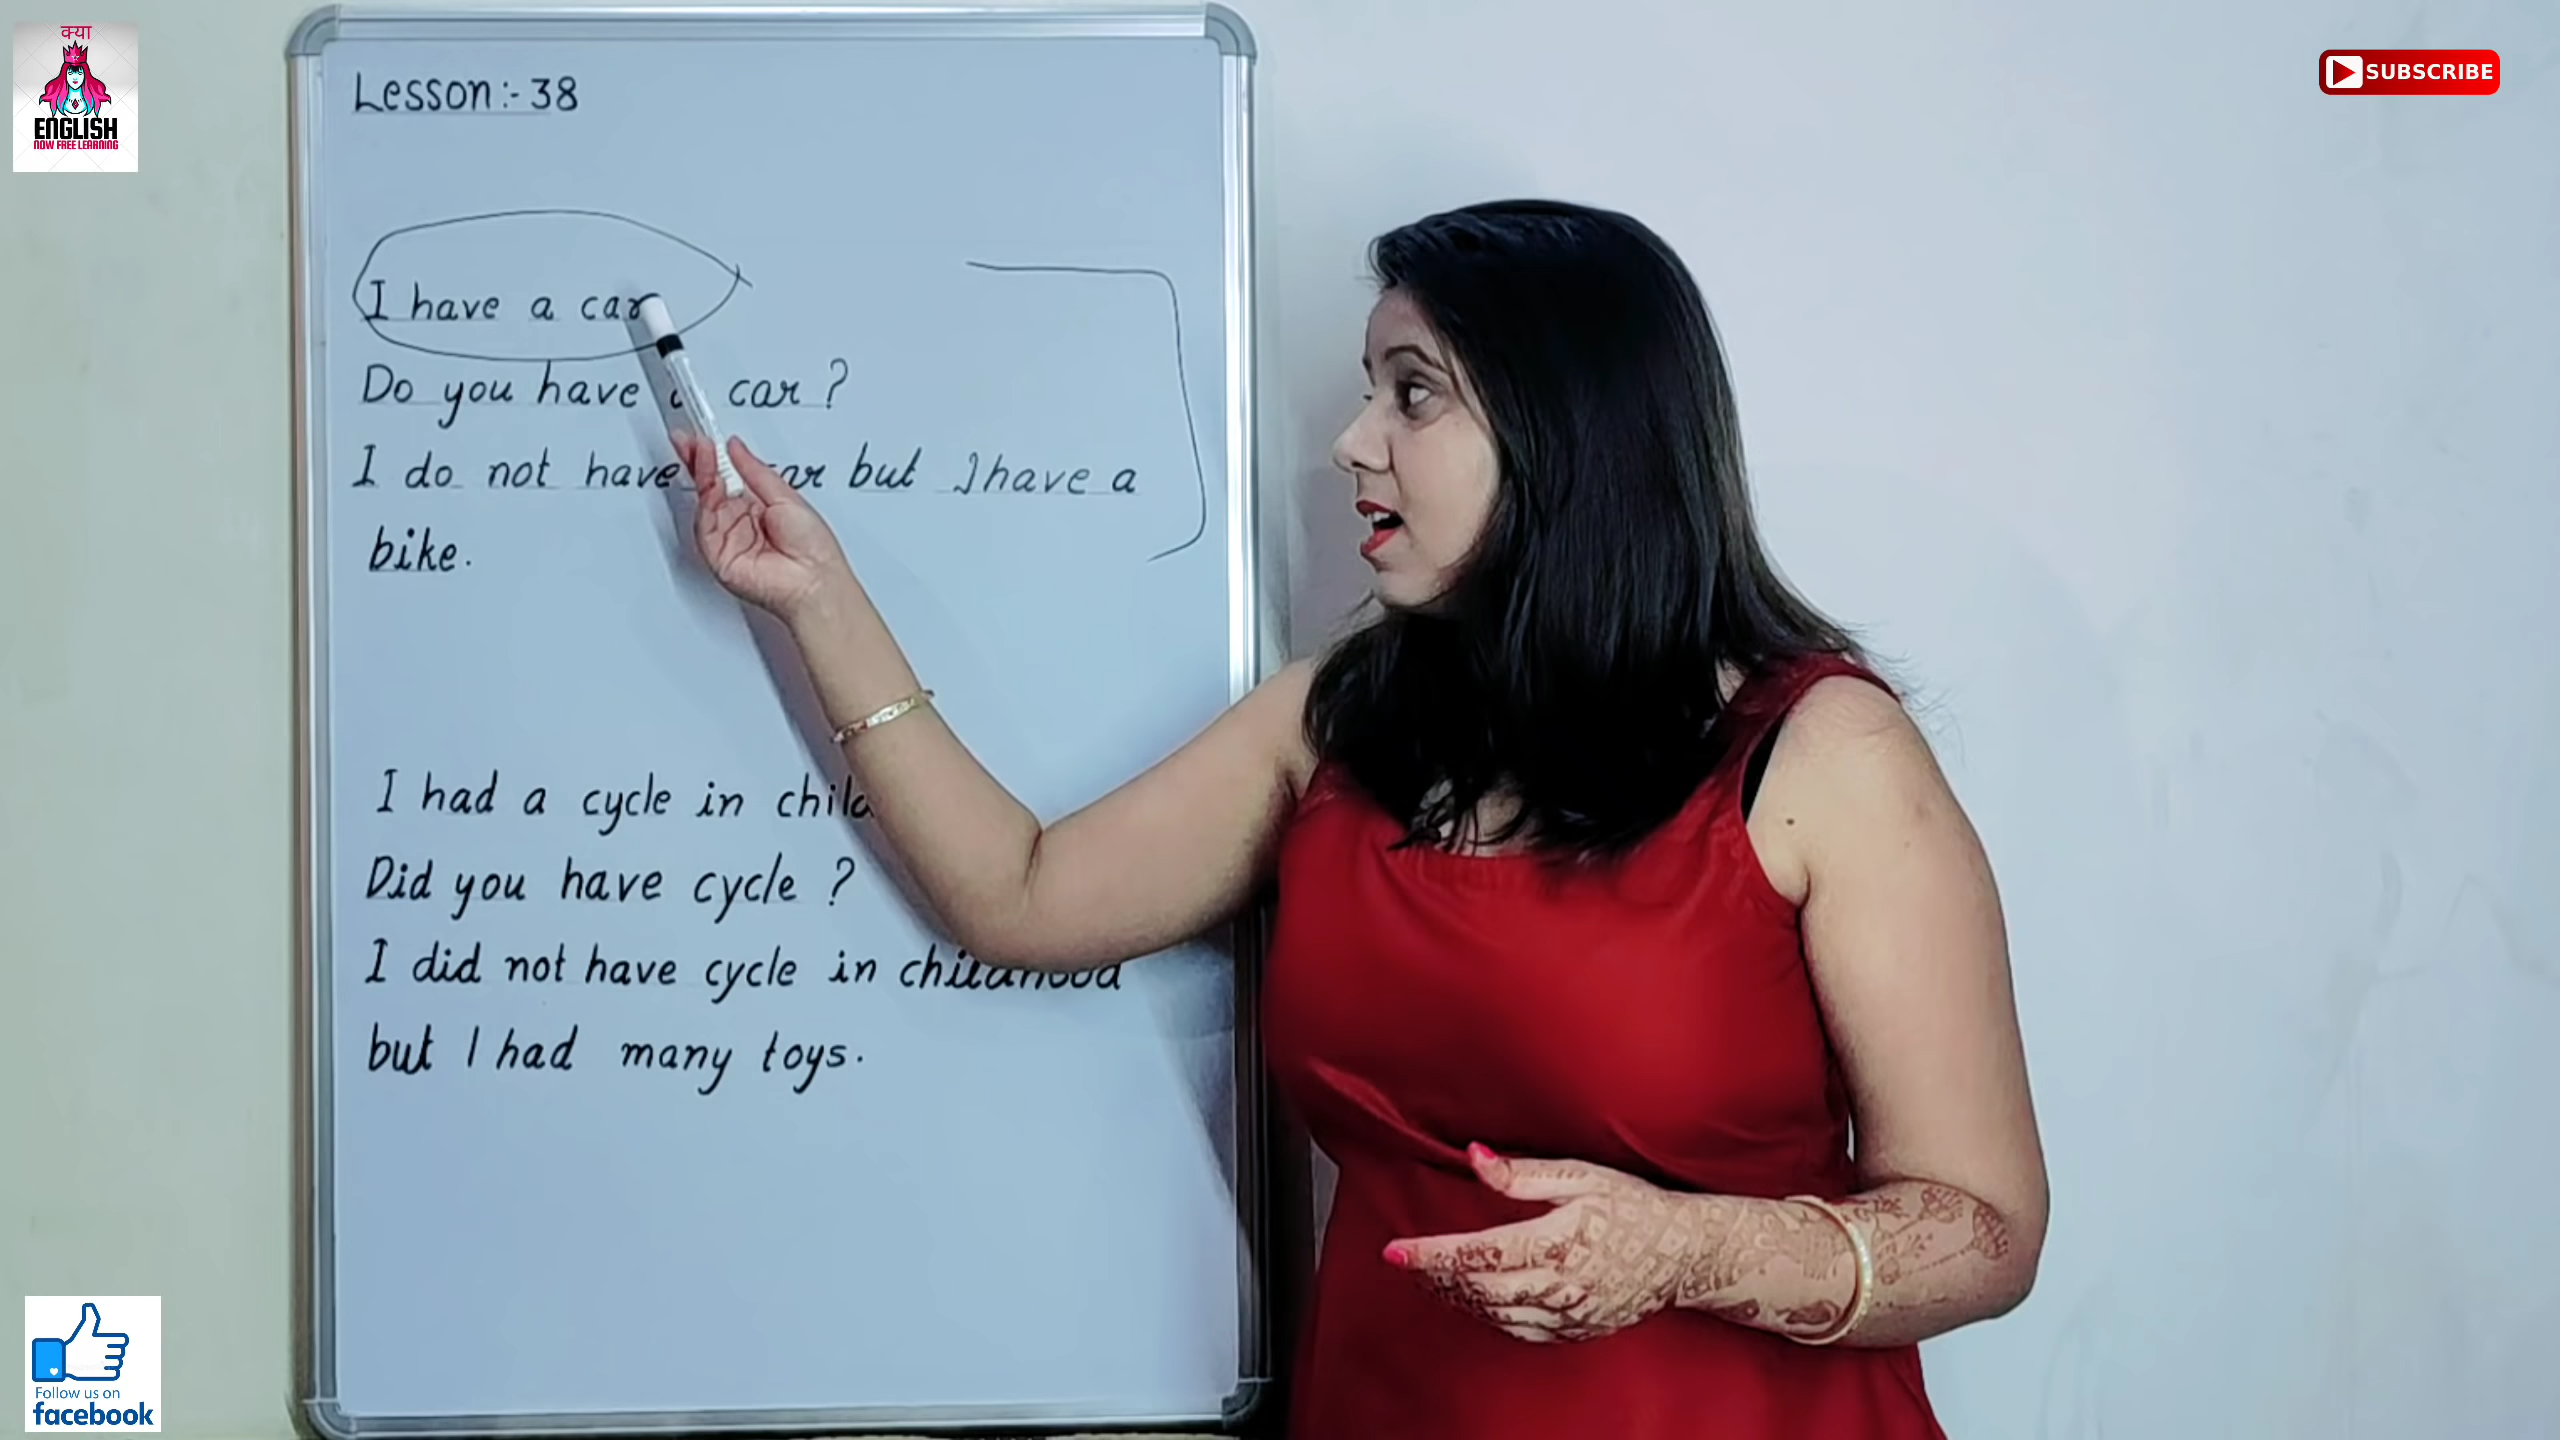 क्या
ENGLISH
NOW FREE LEARNING
SUBSCRIBE
Lesson :- 38
I have a car
Do you have a car ?
I do not have car but I have a
bike.
I had a cycle in
Did you have cycle ?
I did not have cycle in childhood
but I had many toys.
Follow us on
facebook